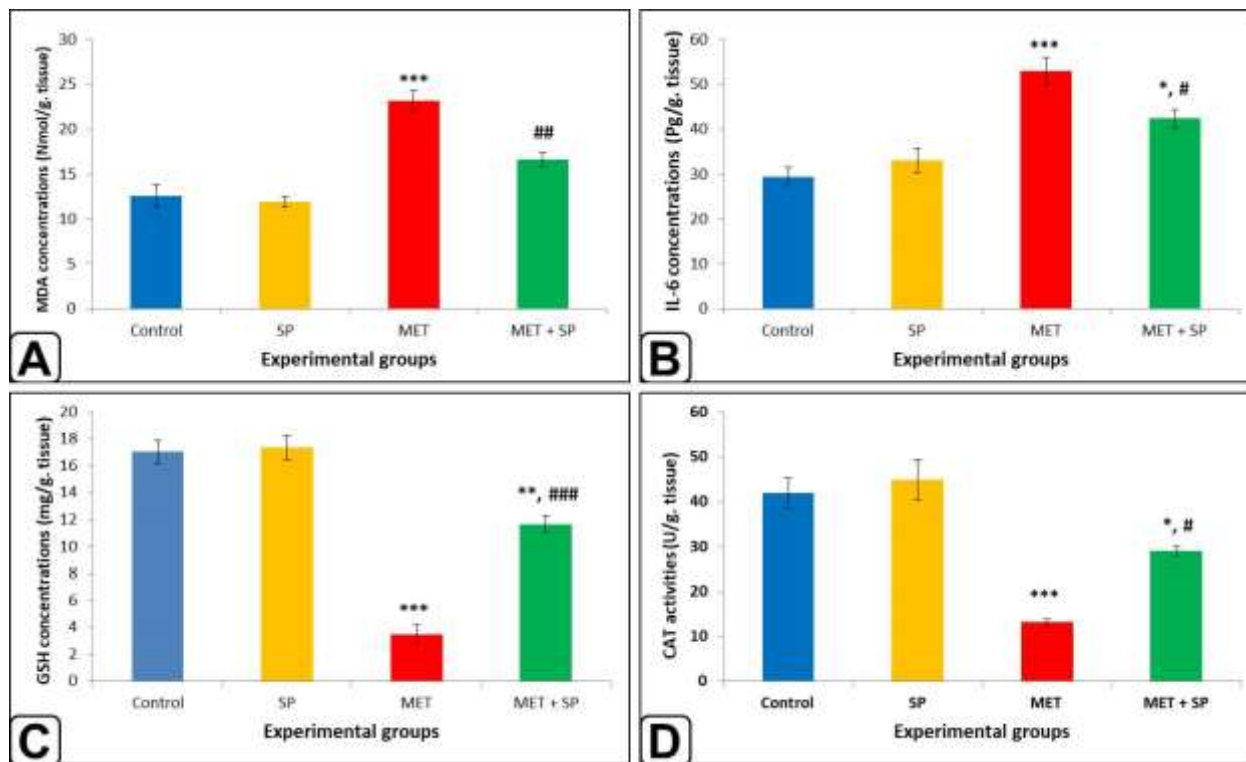 MDA concentrations (Nmol/g. tissue)
30
25
20
15
10
5
0
***
##
Control SP MET MET + SP
Experimental groups
A
IL-6 concentrations (Pg/g. tissue)
60
50
40
30
20
10
0
***
*, #
Control SP MET MET + SP
Experimental groups
B
GSH concentrations (mg/g. tissue)
20
18
16
14
12
10
8
6
4
2
0
***
**, ###
Control SP MET MET + SP
Experimental groups
C
CAT activities (U/g. tissue)
60
50
40
30
20
10
0
***
*, #
Control SP MET MET + SP
Experimental groups
D